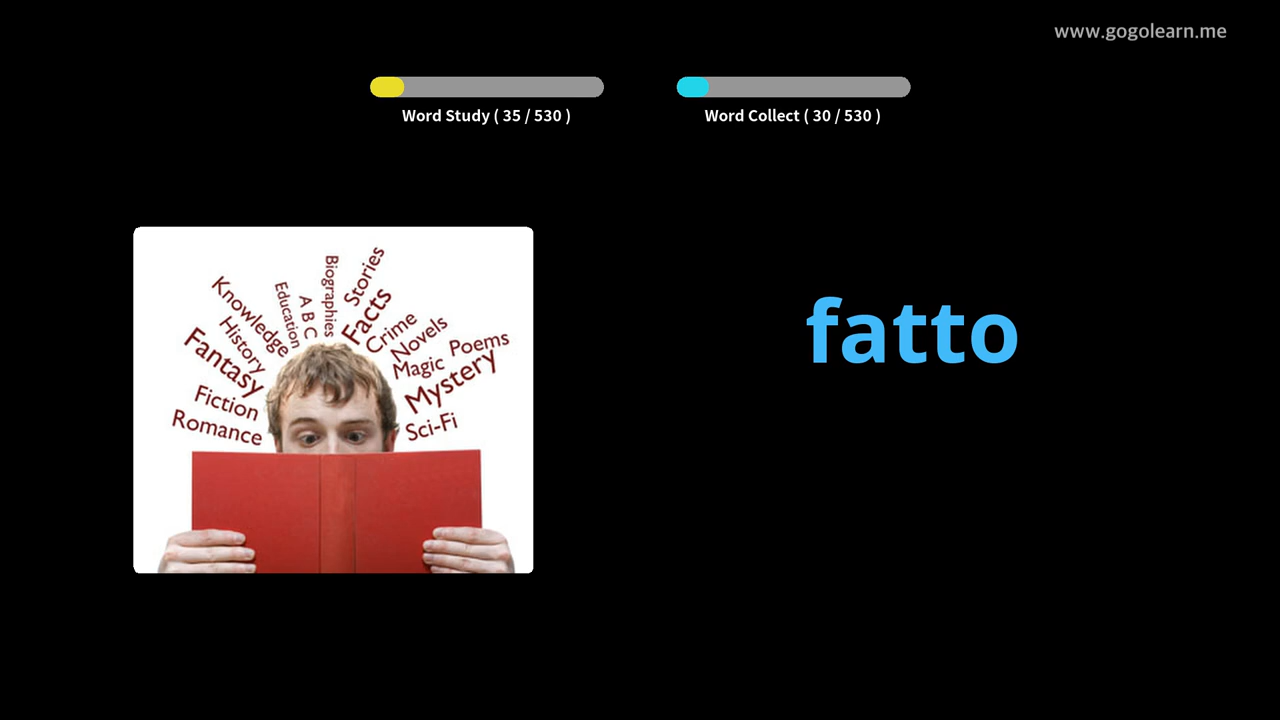 www.gogolearn.me
Word Study ( 35 / 530 )
Word Collect ( 30 / 530 )
fatto
Romance
Fiction
Fantasy
History
Knowledge
Education
A B C
Biographies
Stories
Facts
Crime
Novels
Magic
Poems
Mystery
Sci-Fi